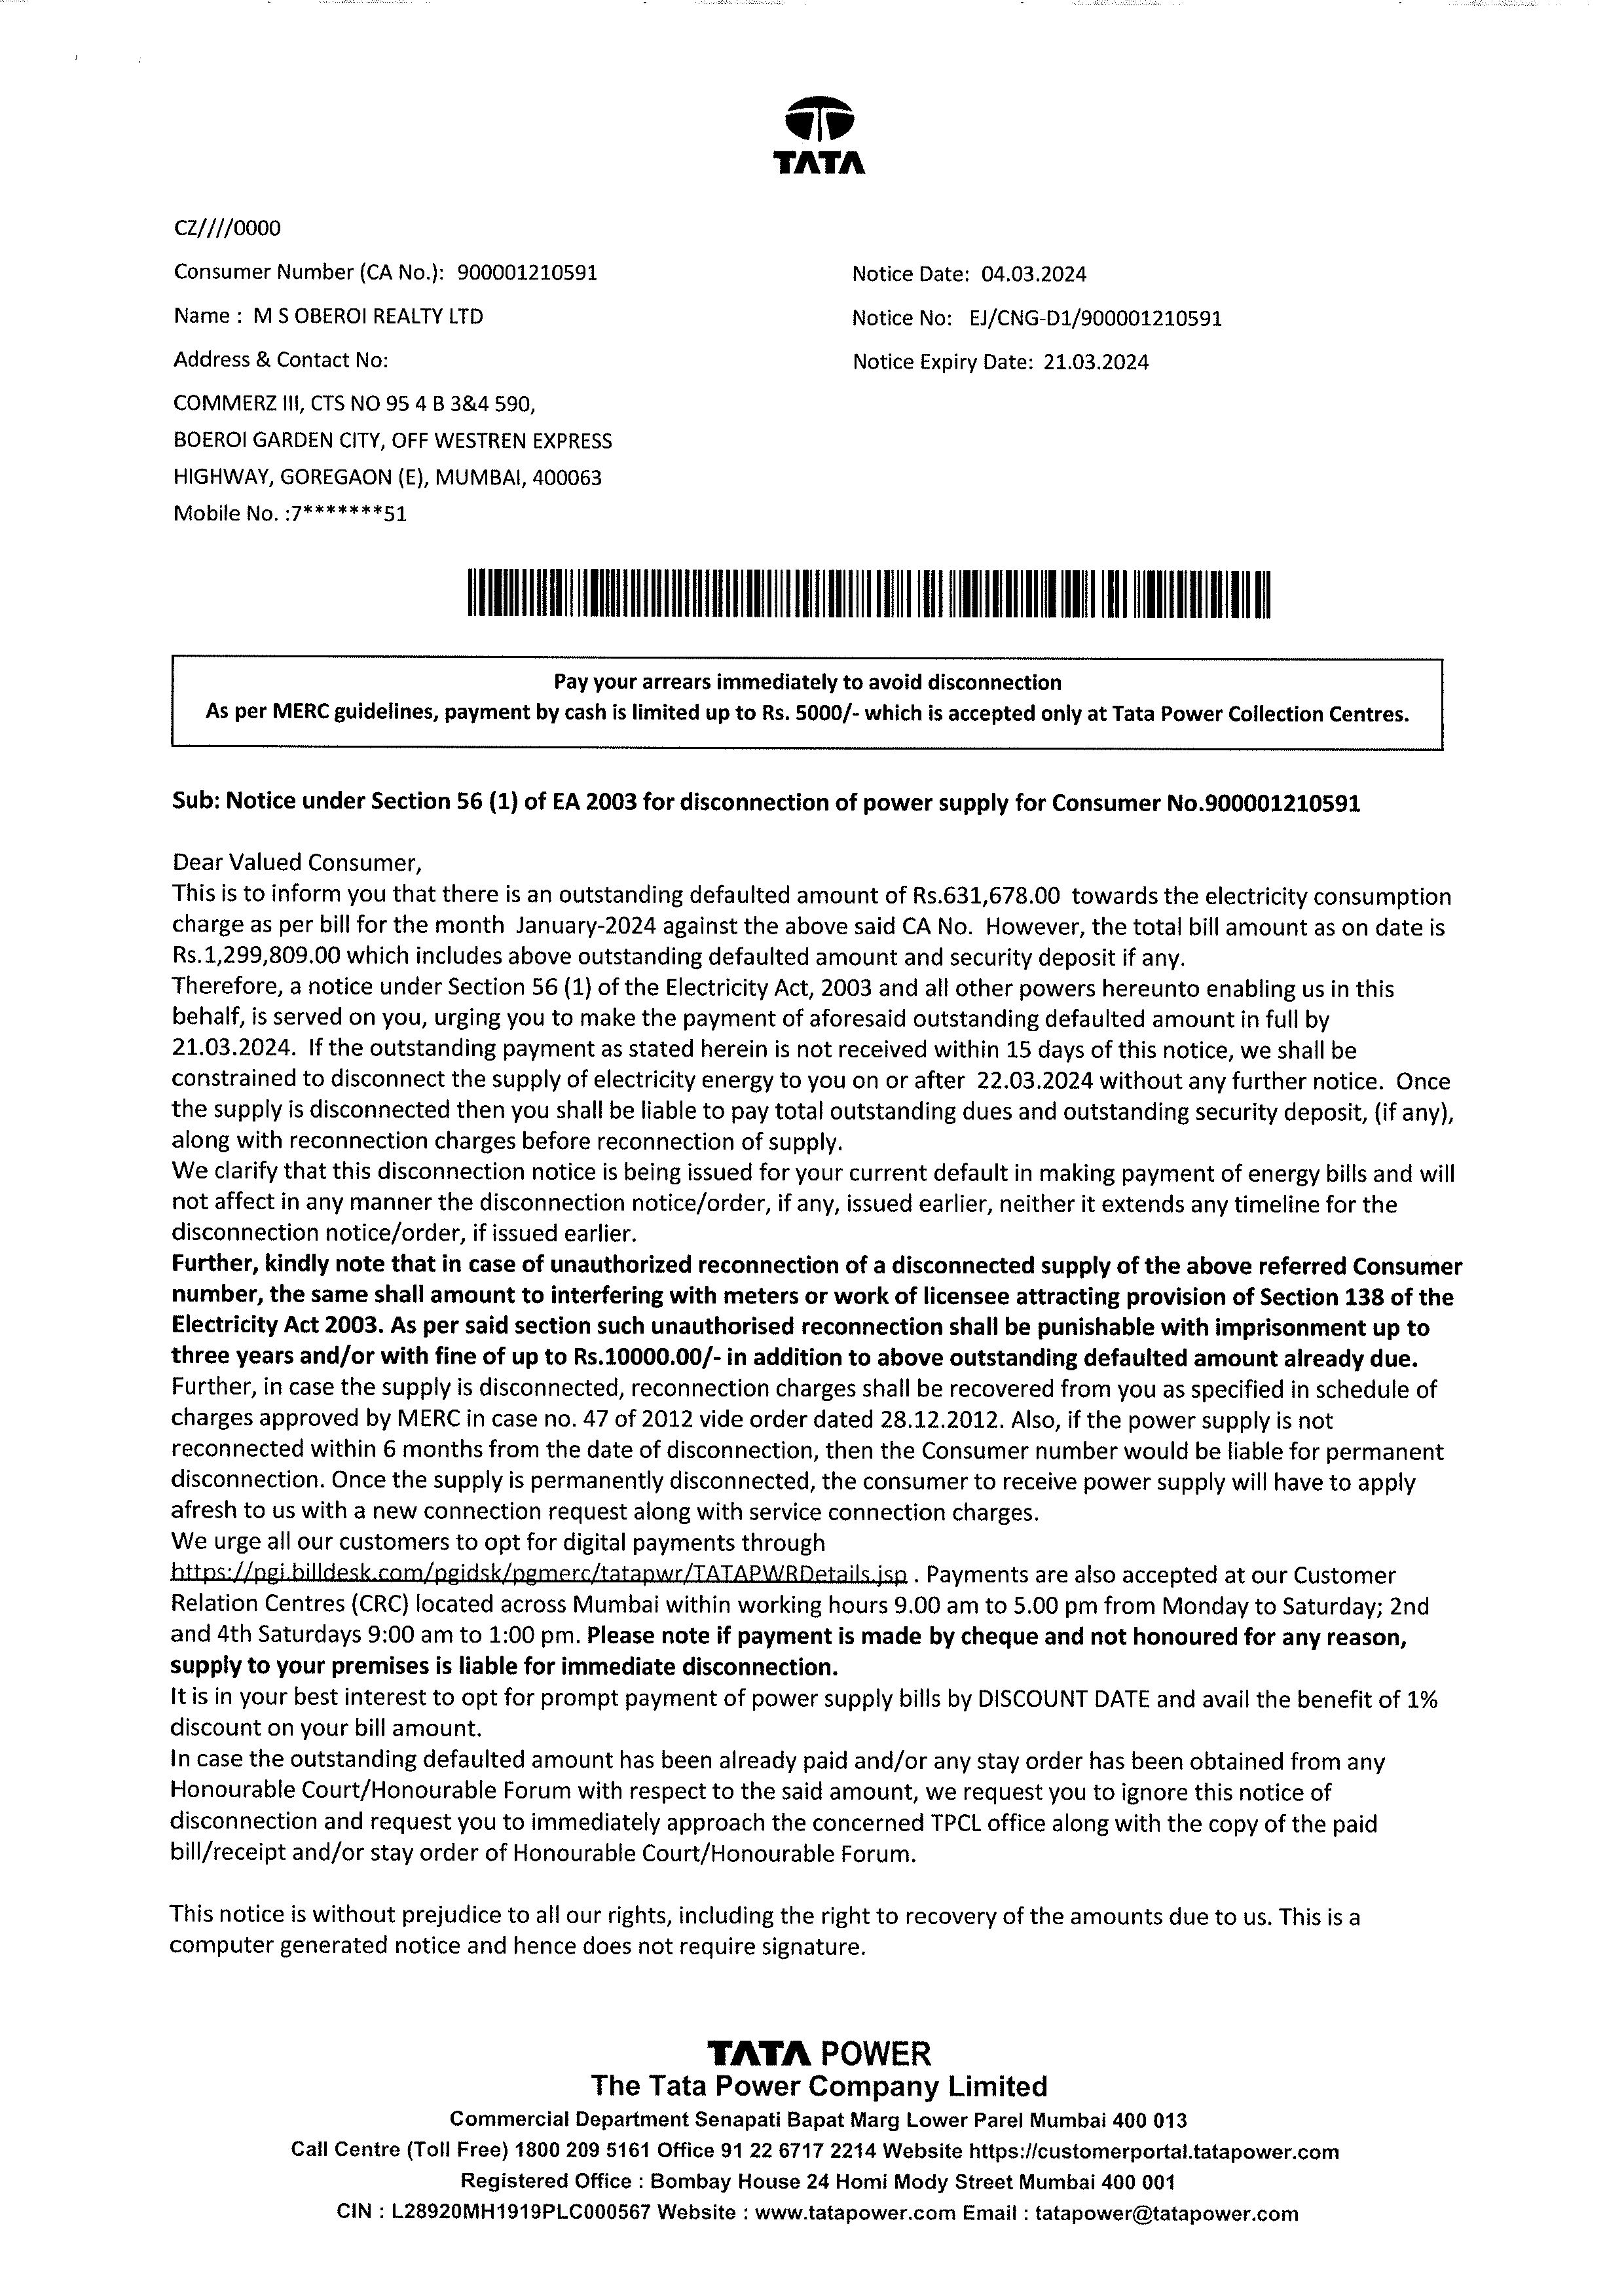 TATA
CZ////0000
Consumer Number (CA No.): 900001210591
Notice Date: 04.03.2024
Name : M S OBEROI REALTY LTD
Notice No: EJ/CNG-D1/900001210591
Address & Contact No:
Notice Expiry Date: 21.03.2024
COMMERZ III, CTS NO 95 4 B 3&4 590,
BOEROI GARDEN CITY, OFF WESTREN EXPRESS
HIGHWAY, GOREGAON (E), MUMBAI, 400063
Mobile No. :7*******51
Pay your arrears immediately to avoid disconnection
As per MERC guidelines, payment by cash is limited up to Rs. 5000/- which is accepted only at Tata Power Collection Centres.
Sub: Notice under Section 56 (1) of EA 2003 for disconnection of power supply for Consumer No.900001210591
Dear Valued Consumer,
This is to inform you that there is an outstanding defaulted amount of Rs.631,678.00 towards the electricity consumption
charge as per bill for the month January-2024 against the above said CA No. However, the total bill amount as on date is
Rs.1,299,809.00 which includes above outstanding defaulted amount and security deposit if any.
Therefore, a notice under Section 56 (1) of the Electricity Act, 2003 and all other powers hereunto enabling us in this
behalf, is served on you, urging you to make the payment of aforesaid outstanding defaulted amount in full by
21.03.2024. If the outstanding payment as stated herein is not received within 15 days of this notice, we shall be
constrained to disconnect the supply of electricity energy to you on or after 22.03.2024 without any further notice. Once
the supply is disconnected then you shall be liable to pay total outstanding dues and outstanding security deposit, (if any),
along with reconnection charges before reconnection of supply.
We clarify that this disconnection notice is being issued for your current default in making payment of energy bills and will
not affect in any manner the disconnection notice/order, if any, issued earlier, neither it extends any timeline for the
disconnection notice/order, if issued earlier.
Further, kindly note that in case of unauthorized reconnection of a disconnected supply of the above referred Consumer
number, the same shall amount to interfering with meters or work of licensee attracting provision of Section 138 of the
Electricity Act 2003. As per said section such unauthorised reconnection shall be punishable with imprisonment up to
three years and/or with fine of up to Rs.10000.00/- in addition to above outstanding defaulted amount already due.
Further, in case the supply is disconnected, reconnection charges shall be recovered from you as specified in schedule of
charges approved by MERC in case no. 47 of 2012 vide order dated 28.12.2012. Also, if the power supply is not
reconnected within 6 months from the date of disconnection, then the Consumer number would be liable for permanent
disconnection. Once the supply is permanently disconnected, the consumer to receive power supply will have to apply
afresh to us with a new connection request along with service connection charges.
We urge all our customers to opt for digital payments through
https://pgi.billdesk.com/pgidsk/pgmerc/tatapwr/TATAPWRDetails.jsp . Payments are also accepted at our Customer
Relation Centres (CRC) located across Mumbai within working hours 9.00 am to 5.00 pm from Monday to Saturday; 2nd
and 4th Saturdays 9:00 am to 1:00 pm. Please note if payment is made by cheque and not honoured for any reason,
supply to your premises is liable for immediate disconnection.
It is in your best interest to opt for prompt payment of power supply bills by DISCOUNT DATE and avail the benefit of 1%
discount on your bill amount.
In case the outstanding defaulted amount has been already paid and/or any stay order has been obtained from any
Honourable Court/Honourable Forum with respect to the said amount, we request you to ignore this notice of
disconnection and request you to immediately approach the concerned TPCL office along with the copy of the paid
bill/receipt and/or stay order of Honourable Court/Honourable Forum.
This notice is without prejudice to all our rights, including the right to recovery of the amounts due to us. This is a
computer generated notice and hence does not require signature.
TATA POWER
The Tata Power Company Limited
Commercial Department Senapati Bapat Marg Lower Parel Mumbai 400 013
Call Centre (Toll Free) 1800 209 5161 Office 91 22 6717 2214 Website https://customerportal.tatapower.com
Registered Office : Bombay House 24 Homi Mody Street Mumbai 400 001
CIN : L28920MH1919PLC000567 Website : www.tatapower.com Email : tatapower@tatapower.com